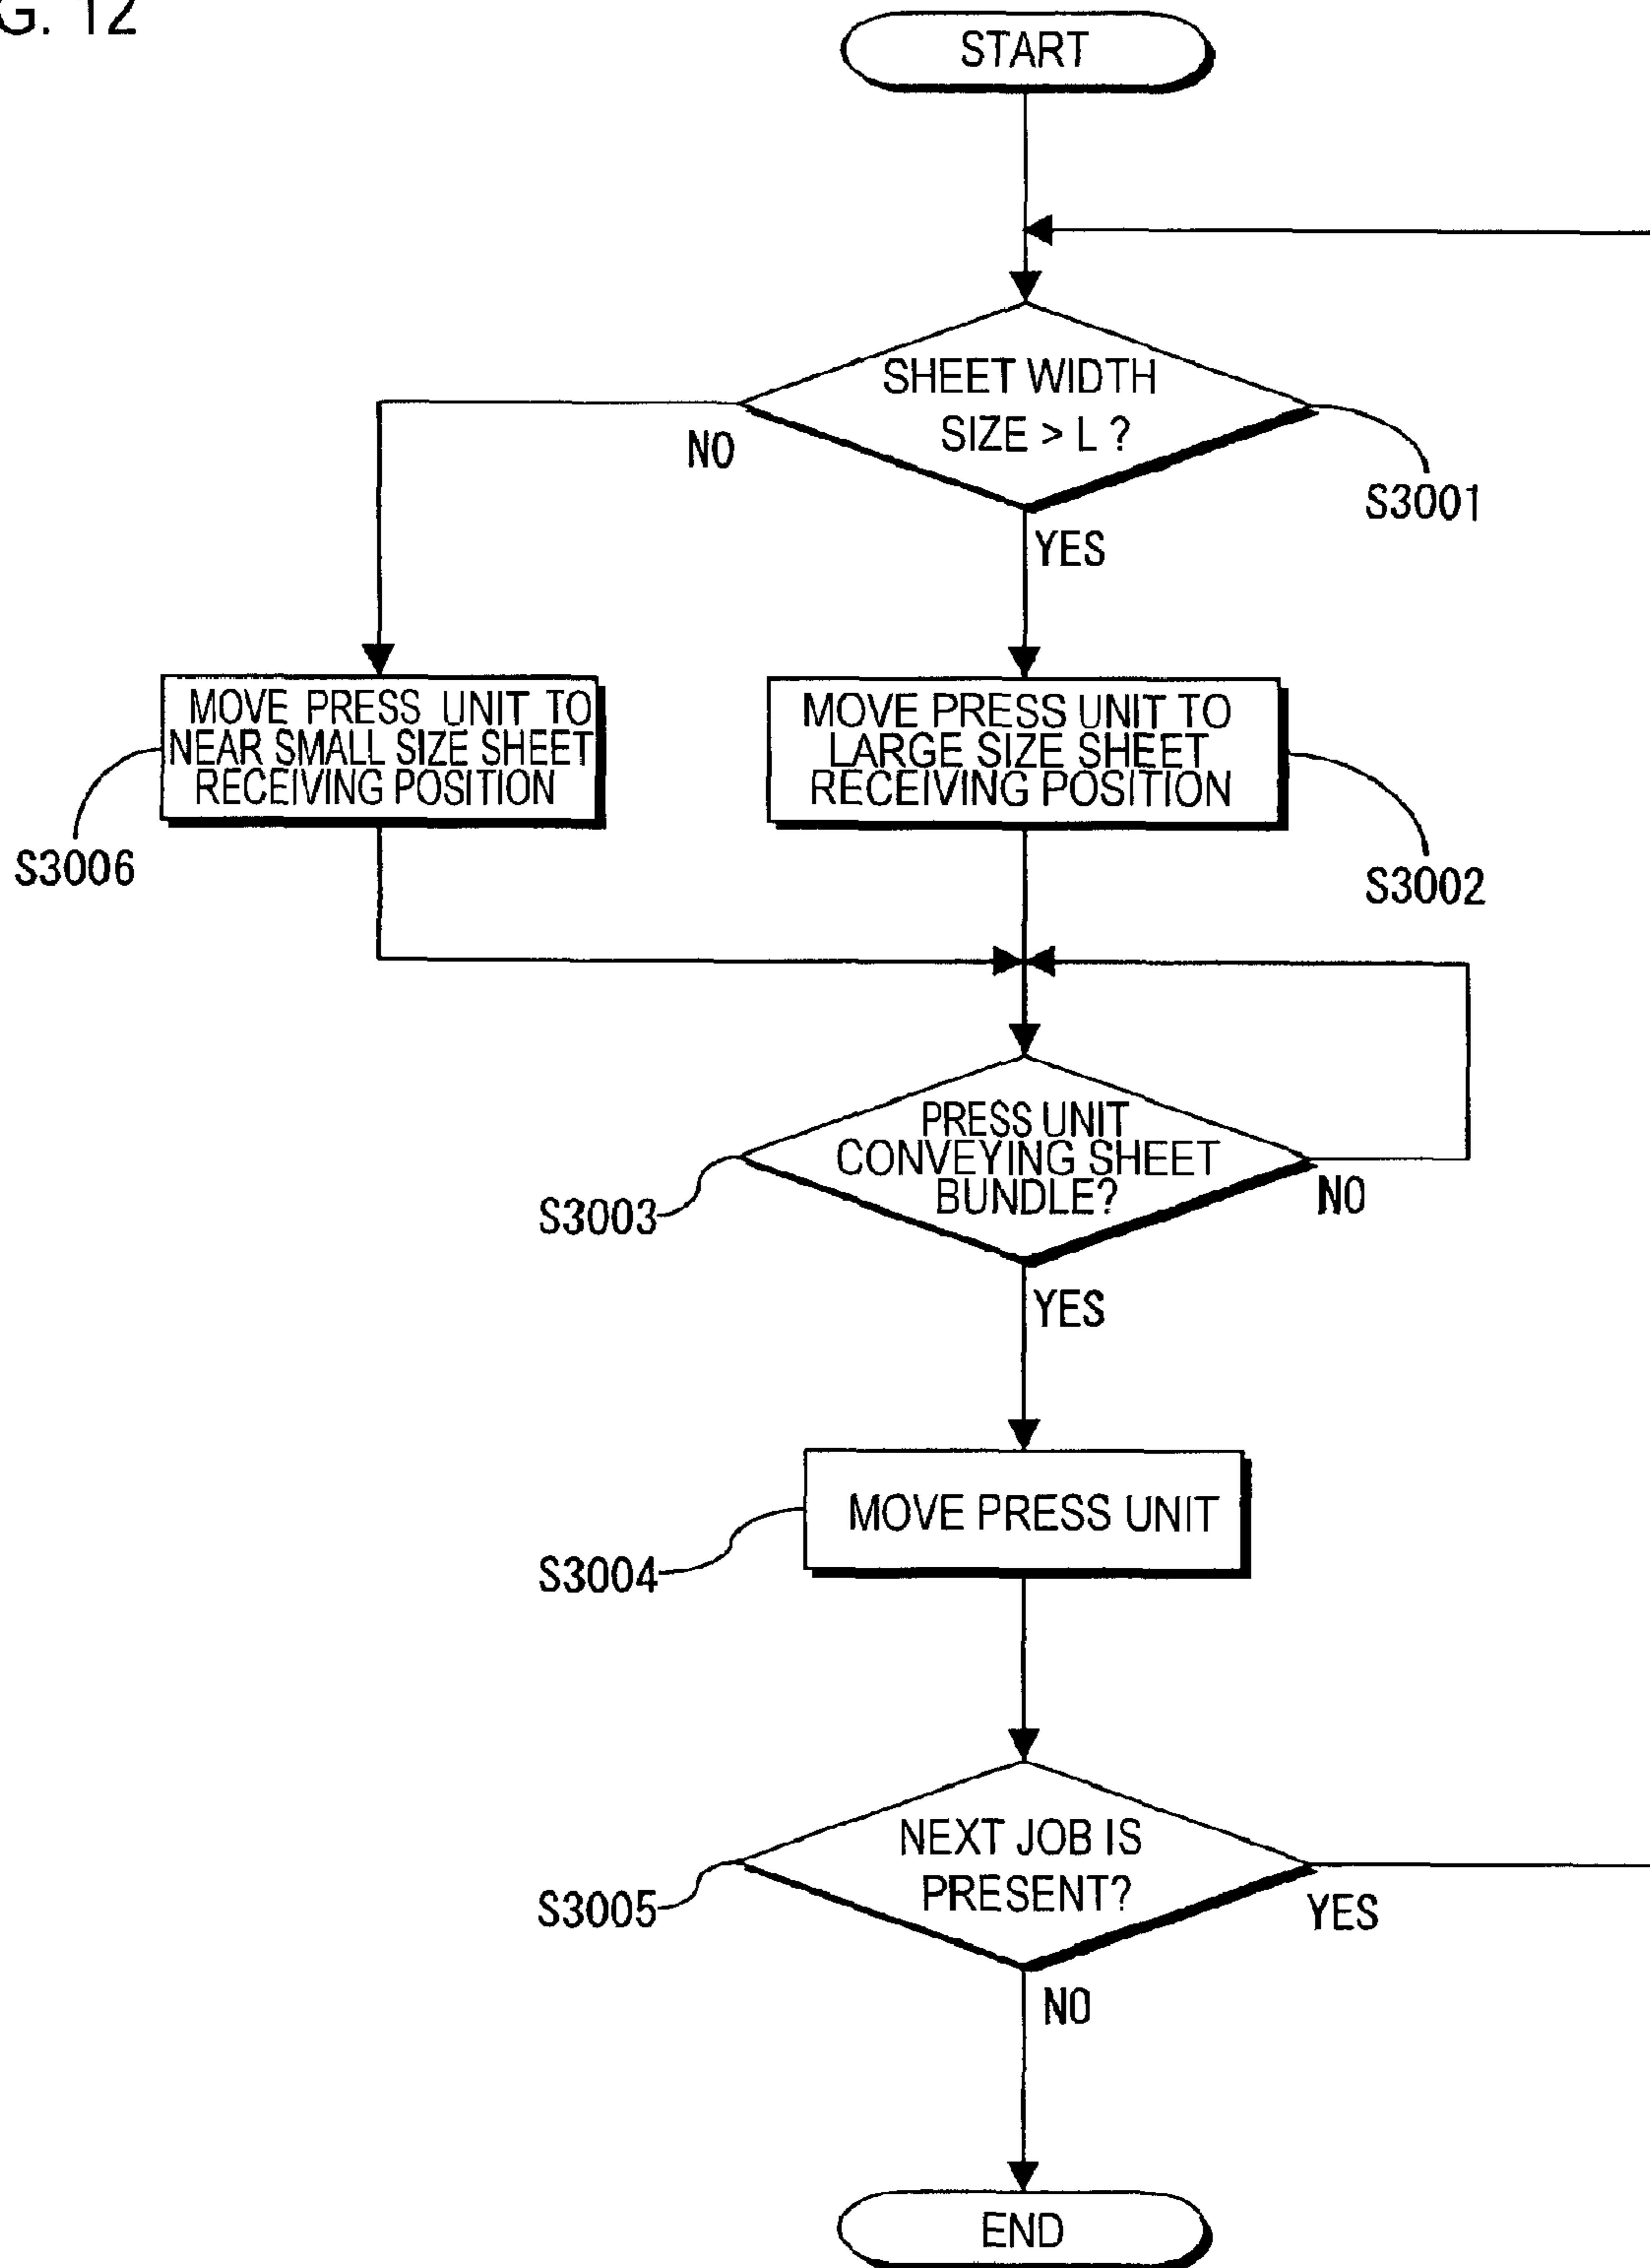 G. 12
START
SHEET WIDTH
SIZE > L ?
S3001
NO
YES
MOVE PRESS UNIT TO
NEAR SMALL SIZE SHEET
RECEIVING POSITION
S3006
MOVE PRESS UNIT TO
LARGE SIZE SHEET
RECEIVING POSITION
S3002
PRESS UNIT
CONVEYING SHEET
BUNDLE?
S3003
NO
YES
MOVE PRESS UNIT
S3004
NEXT JOB IS
PRESENT?
S3005
YES
NO
END